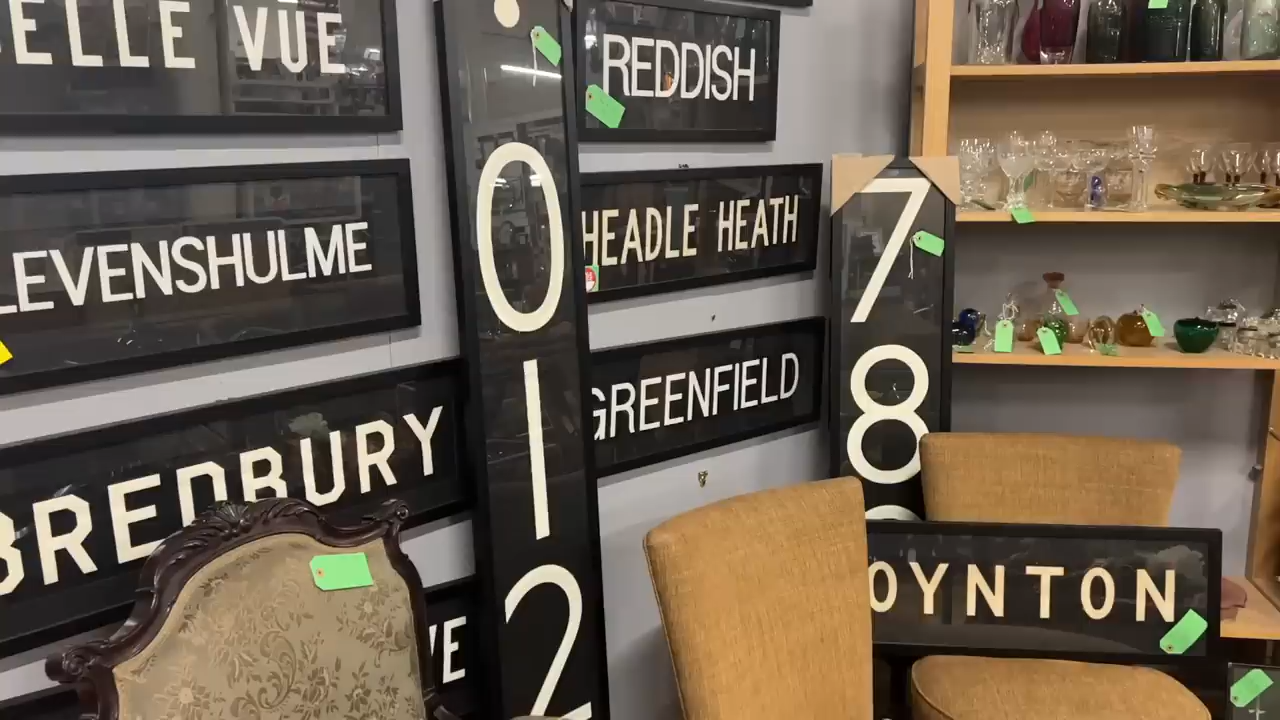 ELLE VUE
REDDISH
LEVENSHULME
HEADLE HEATH
GREENFIELD
BREDBURY
OYNTON
VE
0
1
2
7
8